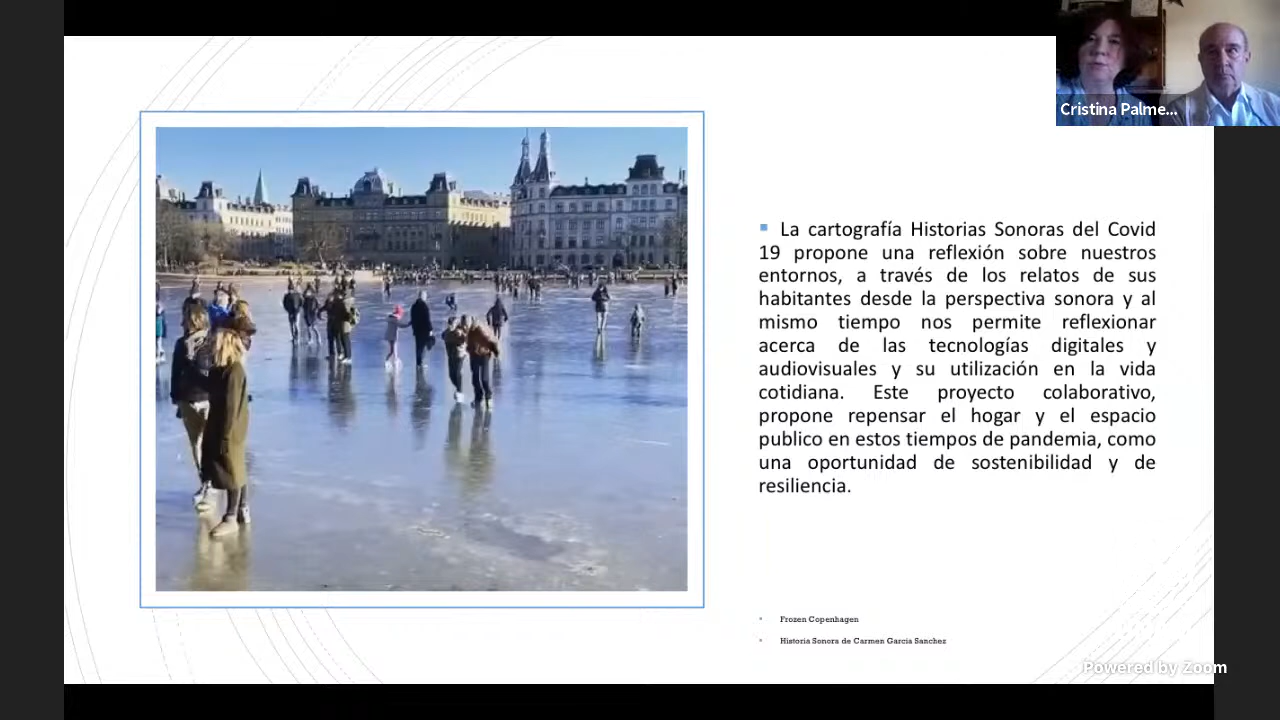 Cristina Palme...
La cartografía Historias Sonoras del Covid
19 propone una reflexión sobre nuestros
entornos, a través de los relatos de sus
habitantes desde la perspectiva sonora y al
mismo tiempo nos permite reflexionar
acerca de las tecnologías digitales y
audiovisuales y su utilización en la vida
cotidiana. Este proyecto colaborativo,
propone repensar el hogar y el espacio
publico en estos tiempos de pandemia, como
una oportunidad de sostenibilidad y de
resiliencia.
Frozen Copenhagen
Historia Sonora de Carmen Garcia Sanchez
Powered by Zoom